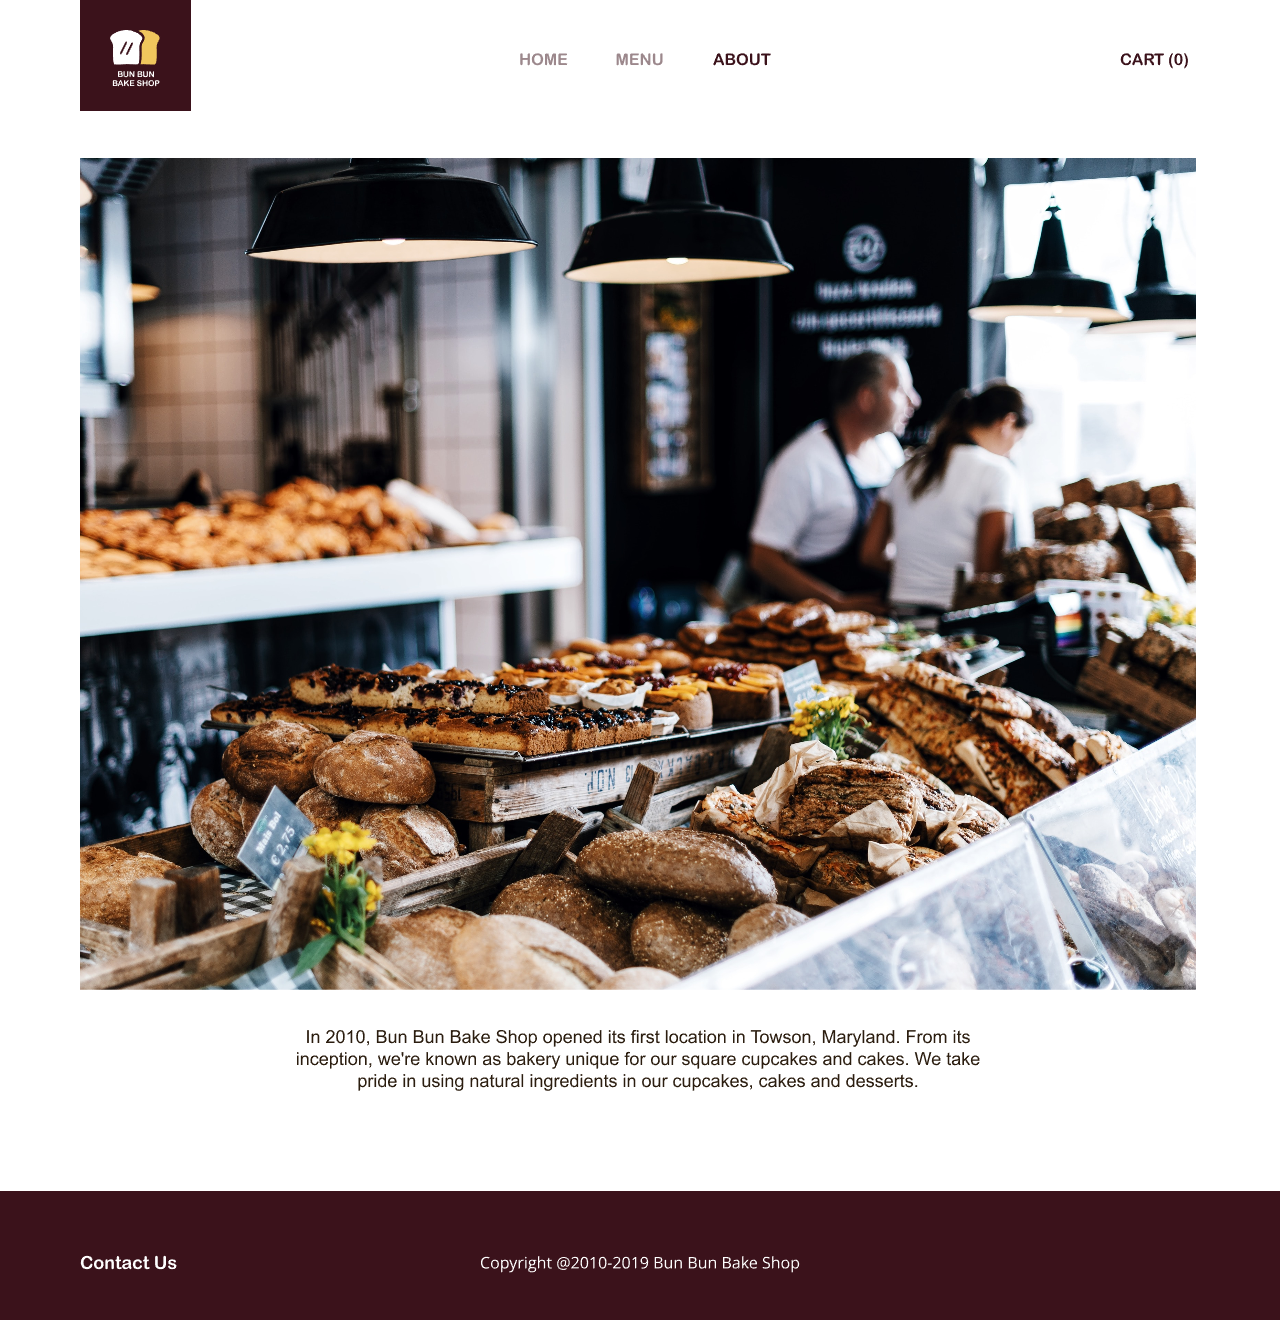 BUN BUN
BAKE SHOP
HOME
MENU
ABOUT
CART (0)
€ 2,75
In 2010, Bun Bun Bake Shop opened its first location in Towson, Maryland. From its
inception, we're known as bakery unique for our square cupcakes and cakes. We take
pride in using natural ingredients in our cupcakes, cakes and desserts.
Contact Us
Copyright @2010-2019 Bun Bun Bake Shop